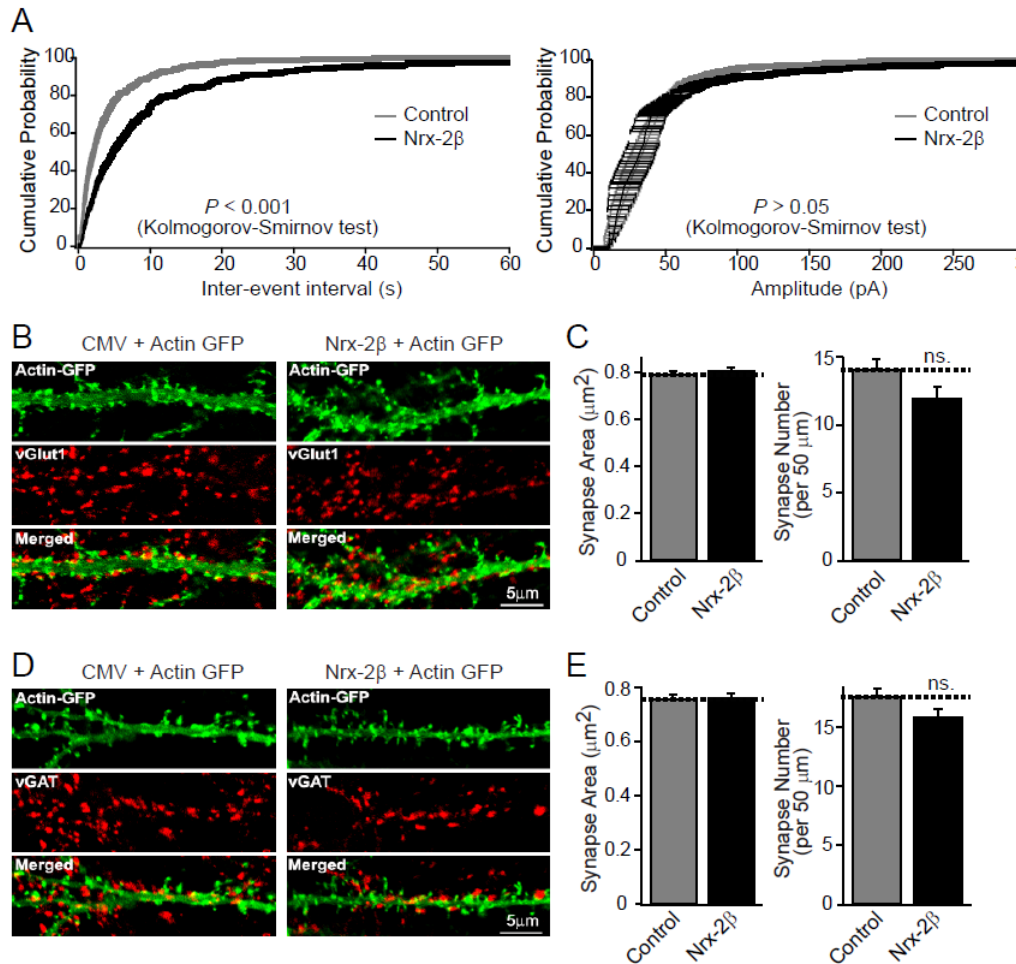 A
Cumulative Probability
100
80
60
40
20
0
Control
Nrx-2β
P < 0.001
(Kolmogorov-Smirnov test)
0 10 20 30 40 50 60
Inter-event interval (s)
Cumulative Probability
100
80
60
40
20
0
Control
Nrx-2β
P > 0.05
(Kolmogorov-Smirnov test)
0 50 100 150 200 250
Amplitude (pA)
B
CMV + Actin GFP
Nrx-2β + Actin GFP
Actin-GFP
Actin-GFP
vGlut1
vGlut1
Merged
Merged
5μm
C
Synapse Area (μm²)
0.8
0.6
0.4
0.2
0
Control
Nrx-2β
Synapse Number
(per 50 μm)
15
10
5
0
ns.
Control
Nrx-2β
D
CMV + Actin GFP
Nrx-2β + Actin GFP
Actin-GFP
Actin-GFP
vGAT
vGAT
Merged
Merged
5μm
E
Synapse Area (μm²)
0.8
0.6
0.4
0.2
0
Control
Nrx-2β
Synapse Number
(per 50 μm)
15
10
5
0
ns.
Control
Nrx-2β